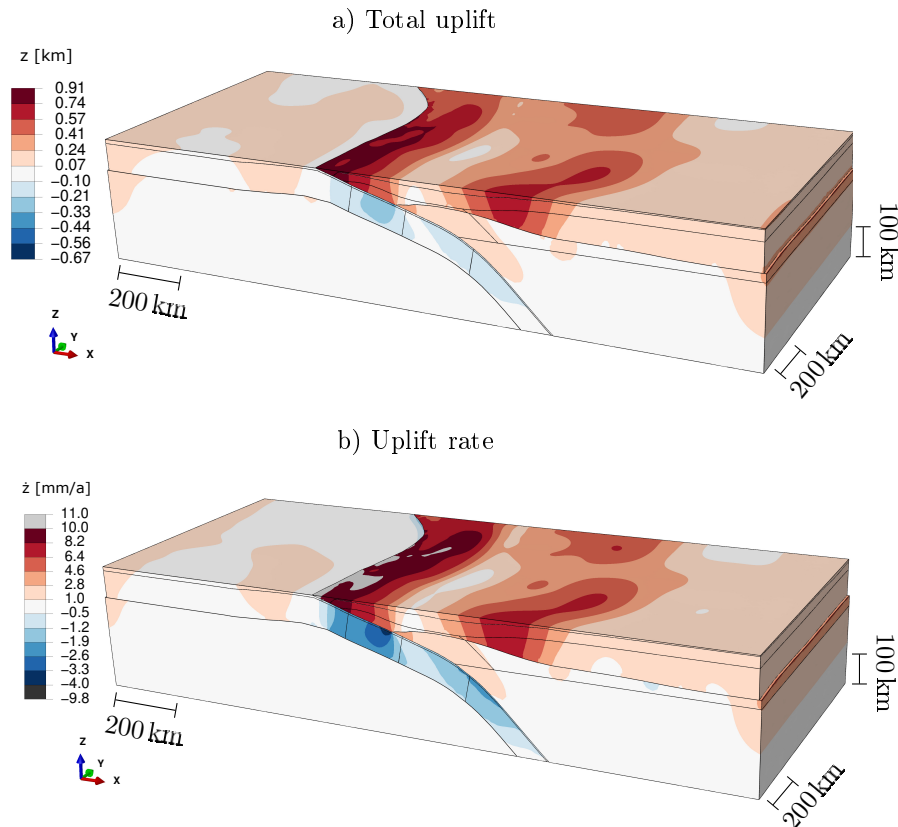 a) Total uplift
z [km]
0.91
0.74
0.57
0.41
0.24
0.07
−0.10
−0.21
−0.33
−0.44
−0.56
−0.67
100 km
200 km
200 km
Z
Y
X
b) Uplift rate
ż [mm/a]
11.0
10.0
8.2
6.4
4.6
2.8
1.0
−0.5
−1.2
−1.9
−2.6
−3.3
−4.0
−9.8
100 km
200 km
200 km
Z
Y
X